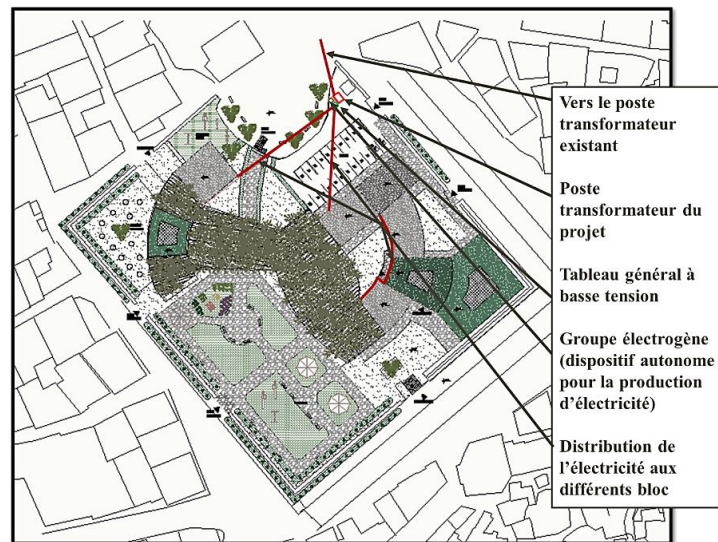 Vers le poste
transformateur
existant
Poste
transformateur du
projet
Tableau général à
basse tension
Groupe électrogène
(dispositif autonome
pour la production
d'électricité)
Distribution de
l'électricité aux
différents bloc